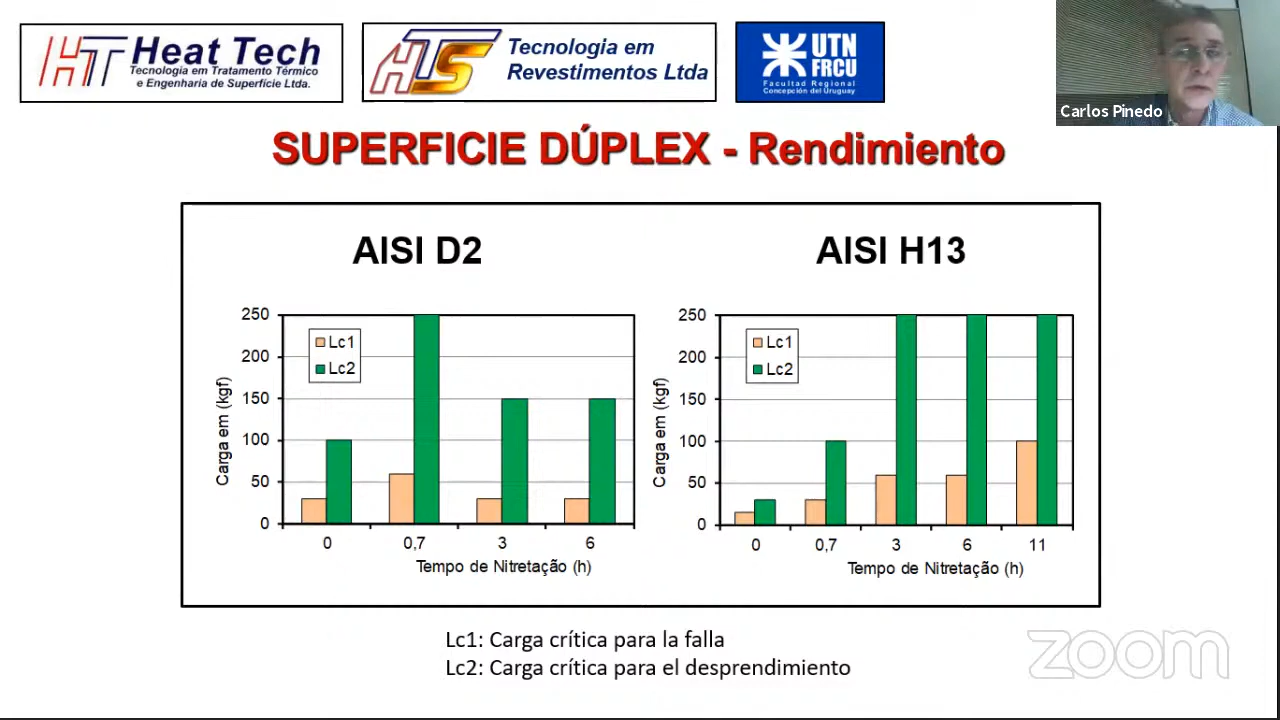 Heat Tech
Tecnologia em Tratamento Térmico
e Engenharia de Superfície Ltda.
HTS
Tecnologia em
Revestimentos Ltda
UTN
FRCU
Facultad Regional
Concepción del Uruguay
Carlos Pinedo
SUPERFICIE DÚPLEX - Rendimiento
AISI D2
250
200
150
100
50
0
Carga em (kgf)
Lc1
Lc2
0 0,7 3 6
Tempo de Nitretação (h)
AISI H13
250
200
150
100
50
0
Carga em (kgf)
Lc1
Lc2
0 0,7 3 6 11
Tempo de Nitretação (h)
Lc1: Carga crítica para la falla
Lc2: Carga crítica para el desprendimiento
zoom